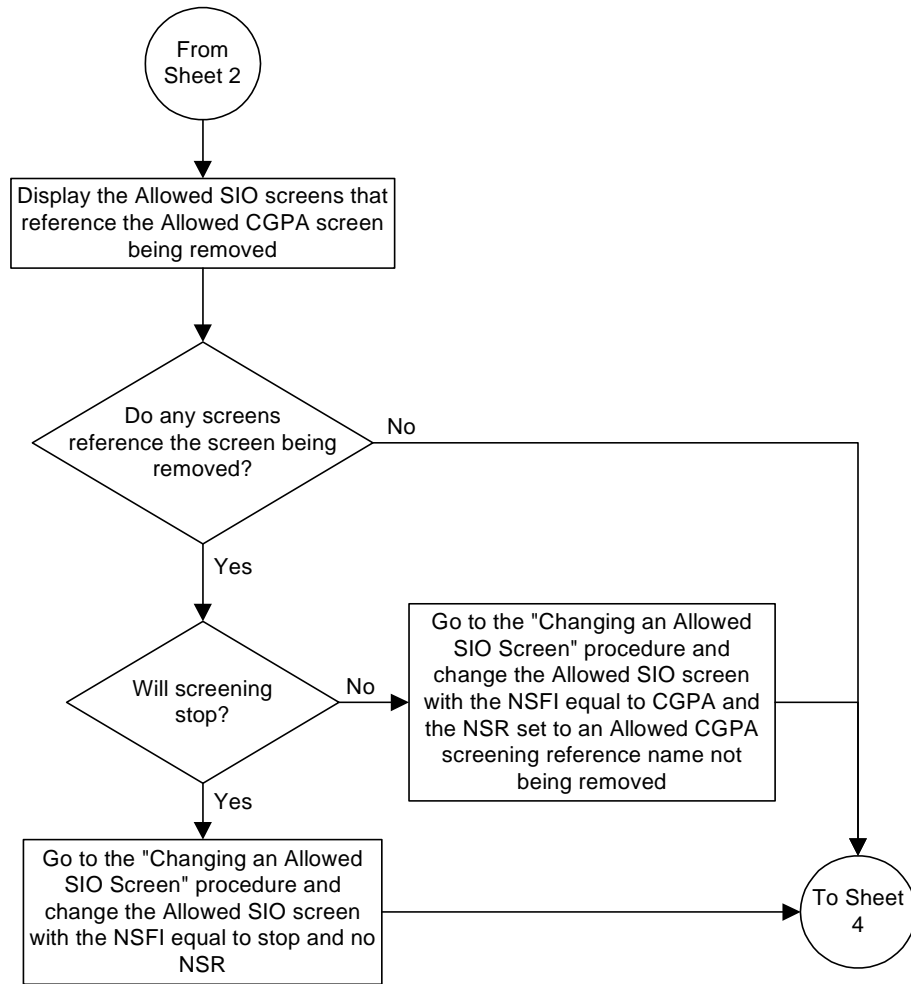 From
Sheet 2
Display the Allowed SIO screens that
reference the Allowed CGPA screen
being removed
Do any screens
reference the screen being
removed?
No
Yes
Will screening
stop?
No
Go to the "Changing an Allowed
SIO Screen" procedure and
change the Allowed SIO screen
with the NSFI equal to CGPA and
the NSR set to an Allowed CGPA
screening reference name not
being removed
Yes
Go to the "Changing an Allowed
SIO Screen" procedure and
change the Allowed SIO screen
with the NSFI equal to stop and no
NSR
To Sheet
4